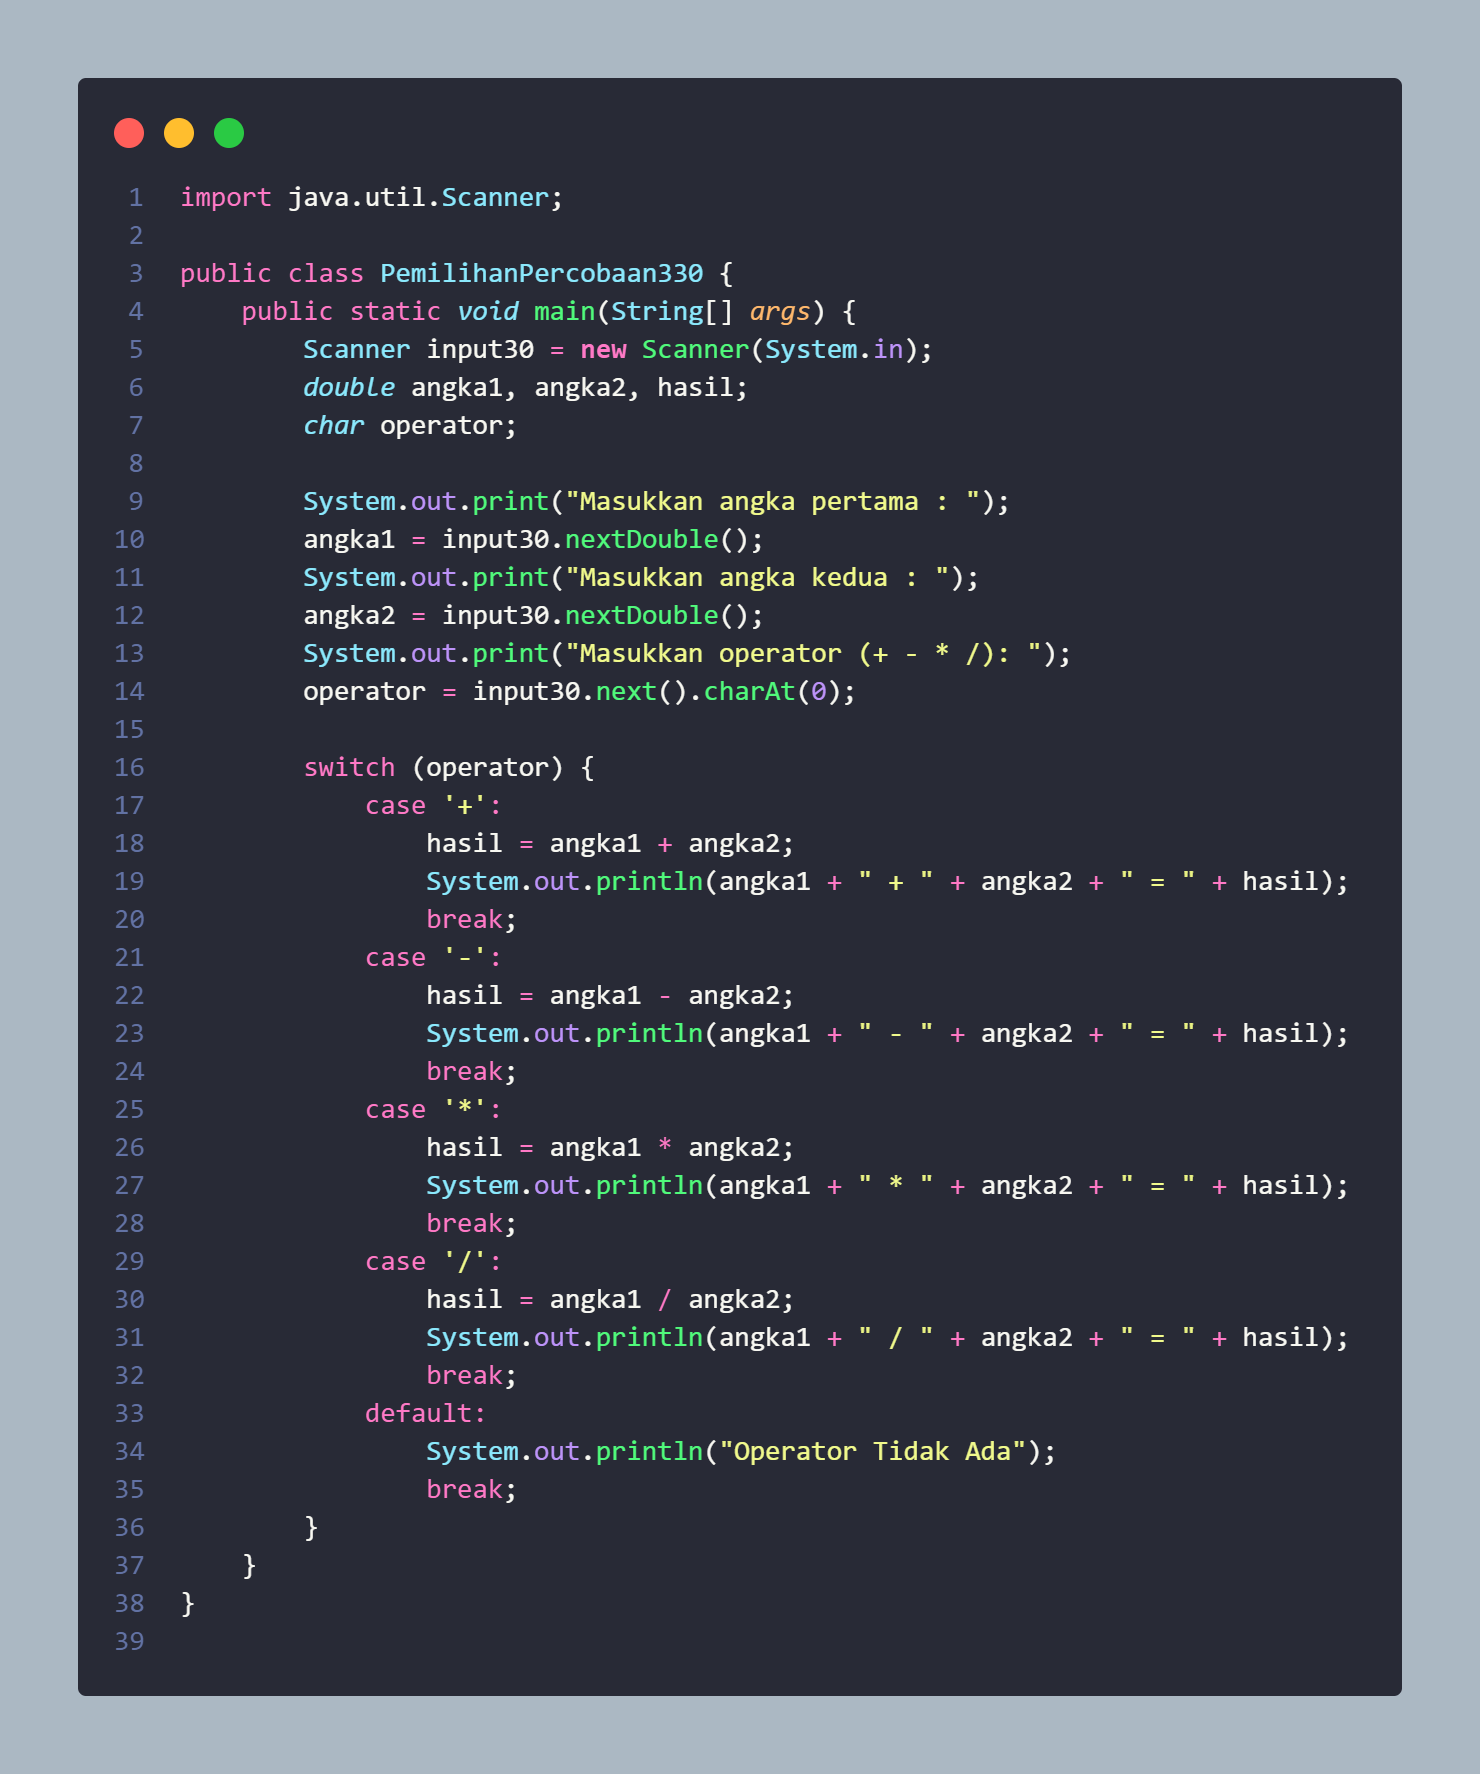 1 import java.util.Scanner;
2
3 public class PemilihanPercobaan330 {
4     public static void main(String[] args) {
5         Scanner input30 = new Scanner(System.in);
6         double angka1, angka2, hasil;
7         char operator;
8
9         System.out.print("Masukkan angka pertama : ");
10         angka1 = input30.nextDouble();
11         System.out.print("Masukkan angka kedua : ");
12         angka2 = input30.nextDouble();
13         System.out.print("Masukkan operator (+ - * /): ");
14         operator = input30.next().charAt(0);
15
16         switch (operator) {
17             case '+':
18                 hasil = angka1 + angka2;
19                 System.out.println(angka1 + " + " + angka2 + " = " + hasil);
20                 break;
21             case '-':
22                 hasil = angka1 - angka2;
23                 System.out.println(angka1 + " - " + angka2 + " = " + hasil);
24                 break;
25             case '*':
26                 hasil = angka1 * angka2;
27                 System.out.println(angka1 + " * " + angka2 + " = " + hasil);
28                 break;
29             case '/':
30                 hasil = angka1 / angka2;
31                 System.out.println(angka1 + " / " + angka2 + " = " + hasil);
32                 break;
33             default:
34                 System.out.println("Operator Tidak Ada");
35                 break;
36         }
37     }
38 }
39